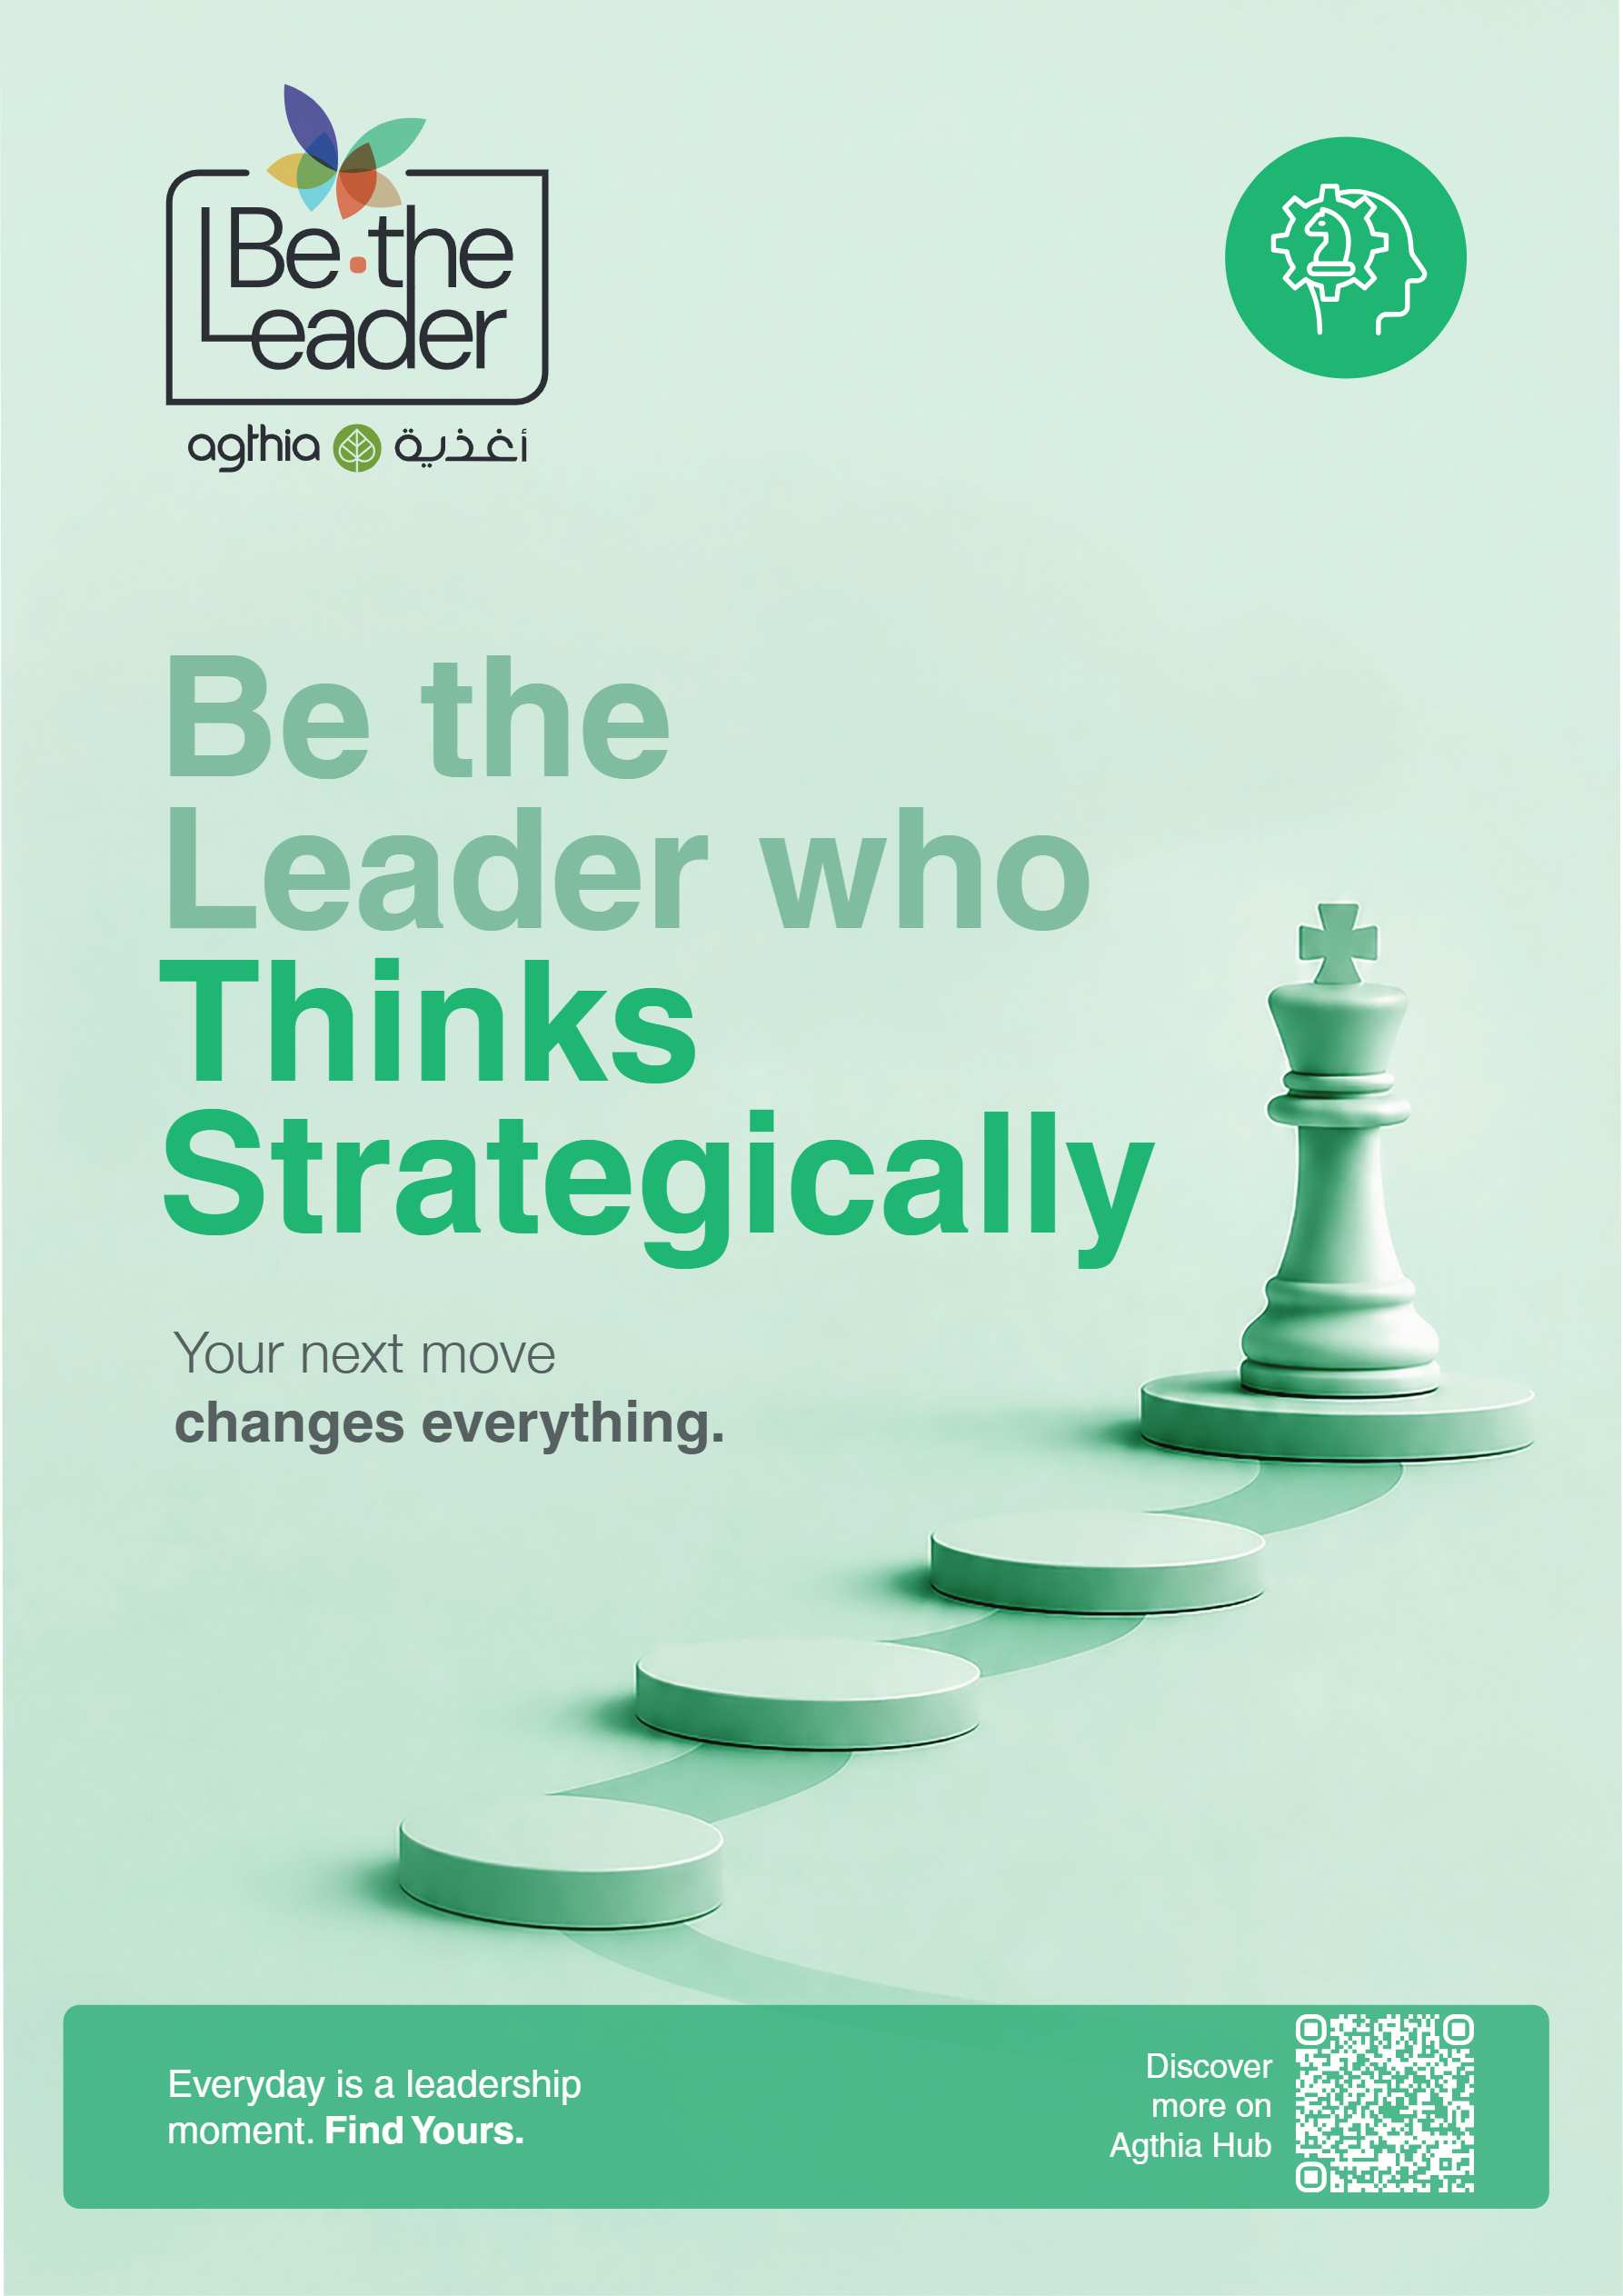 Be the
Leader
agthia أغذية
Be the
Leader who
Thinks
Strategically
Your next move
changes everything.
Everyday is a leadership
moment. Find Yours.
Discover
more on
Agthia Hub